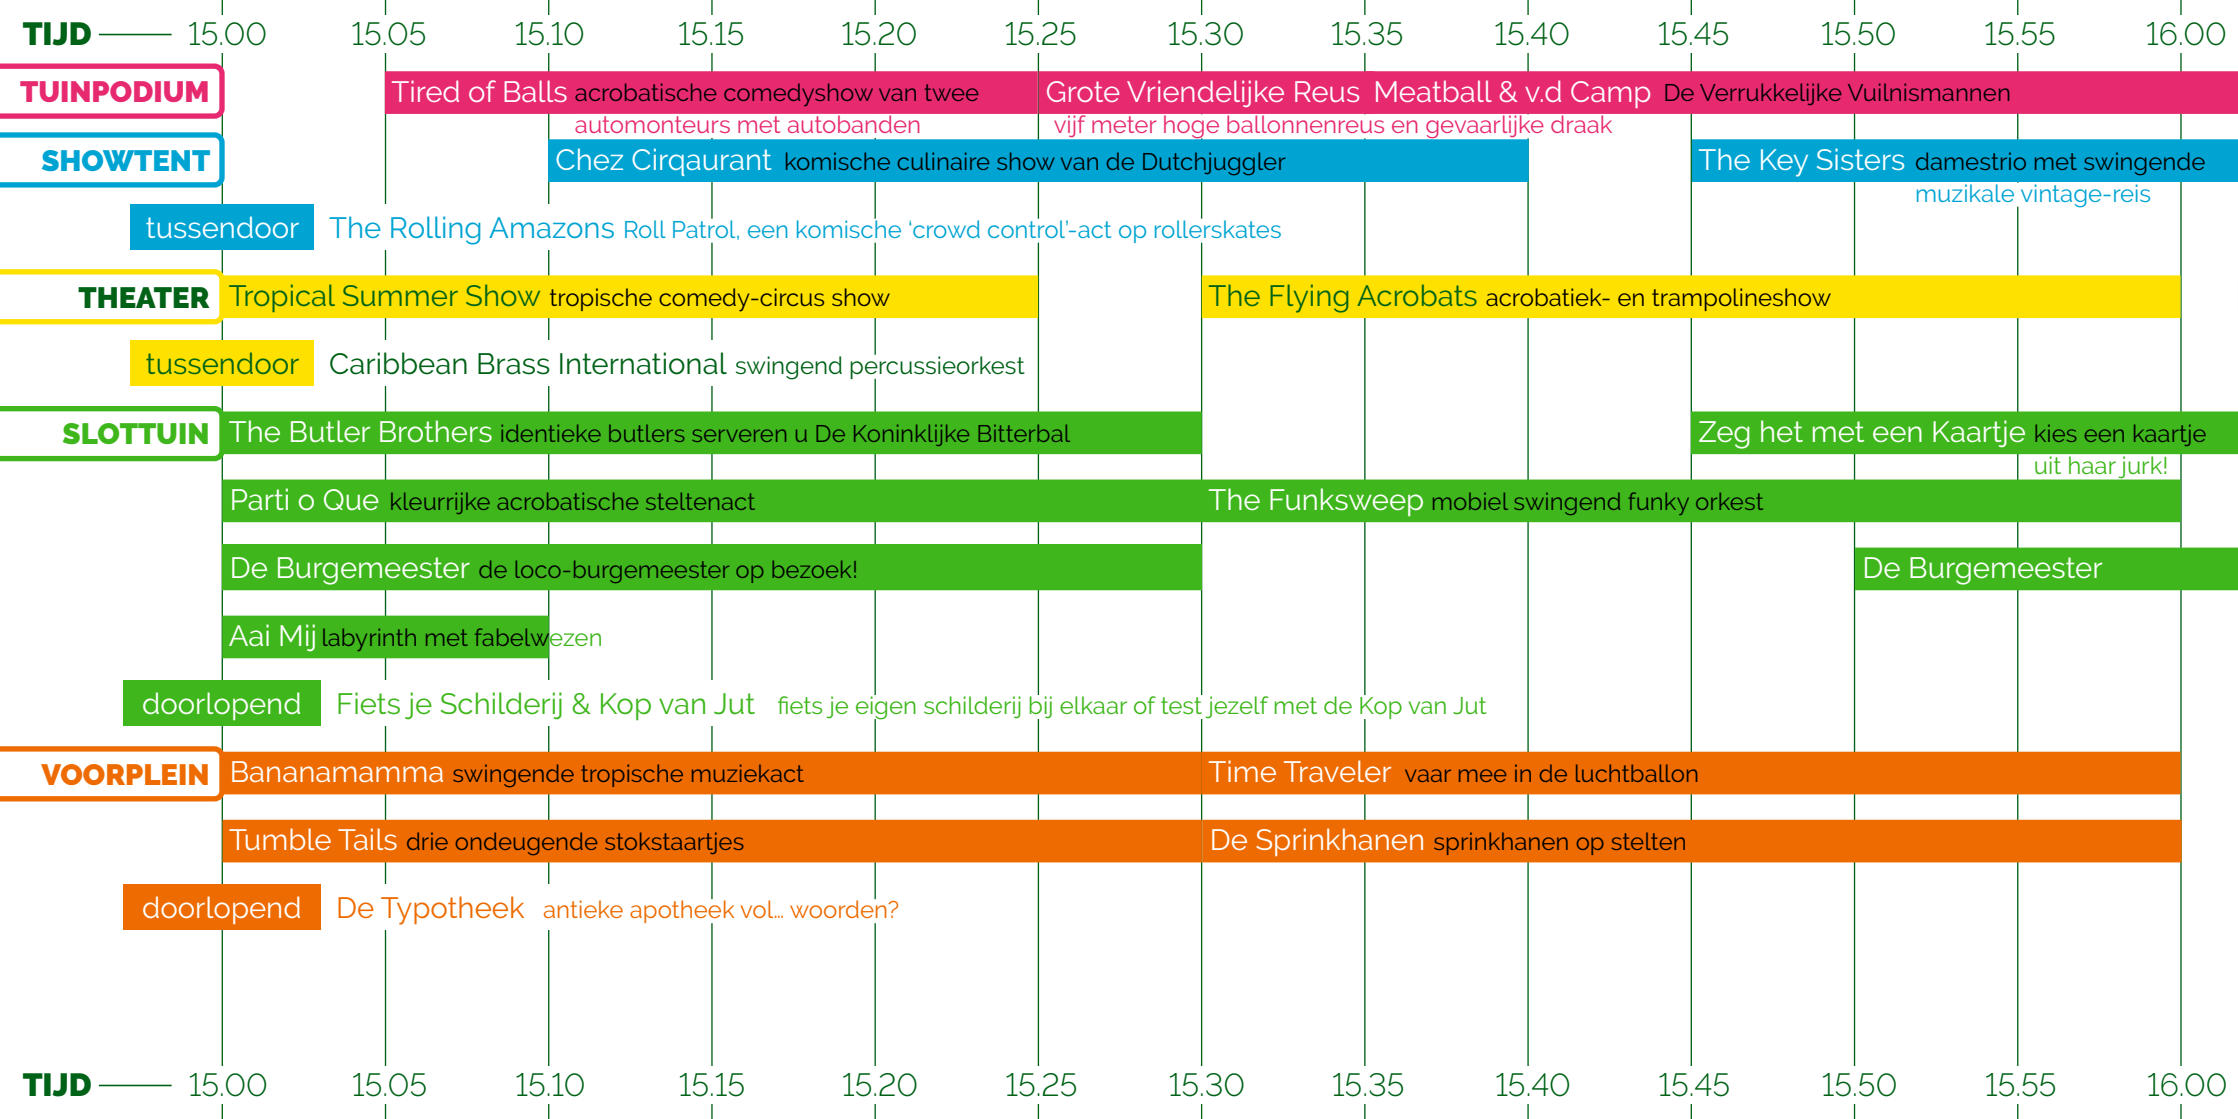 TIJD 15.00 15.05 15.10 15.15 15.20 15.25 15.30 15.35 15.40 15.45 15.50 15.55 16.00
TUINPODIUM Tired of Balls acrobatische comedyshow van twee Grote Vriendelijke Reus Meatball & v.d Camp De Verrukkelijke Vuilnismannen
automonteurs met autobanden vijf meter hoge ballonnenreus en gevaarlijke draak
SHOWTENT Chez Cirqaurant komische culinaire show van de Dutchjuggler The Key Sisters damestrio met swingende
muzikale vintage-reis
tussendoor The Rolling Amazons Roll Patrol, een komische ‘crowd control’-act op rollerskates
THEATER Tropical Summer Show tropische comedy-circus show The Flying Acrobats acrobatiek- en trampolineshow
tussendoor Caribbean Brass International swingend percussieorkest
SLOTTUIN The Butler Brothers identieke butlers serveren u De Koninklijke Bitterbal Zeg het met een Kaartje kies een kaartje
uit haar jurk!
Parti o Que kleurrijke acrobatische steltenact The Funksweep mobiel swingend funky orkest
De Burgemeester de loco-burgemeester op bezoek! De Burgemeester
Aai Mij labyrinth met fabelwezen
doorlopend Fiets je Schilderij & Kop van Jut fiets je eigen schilderij bij elkaar of test jezelf met de Kop van Jut
VOORPLEIN Bananamamma swingende tropische muziekact Time Traveler vaar mee in de luchtballon
Tumble Tails drie ondeugende stokstaartjes De Sprinkhanen sprinkhanen op stelten
doorlopend De Typotheek antieke apotheek vol... woorden?
TIJD 15.00 15.05 15.10 15.15 15.20 15.25 15.30 15.35 15.40 15.45 15.50 15.55 16.00